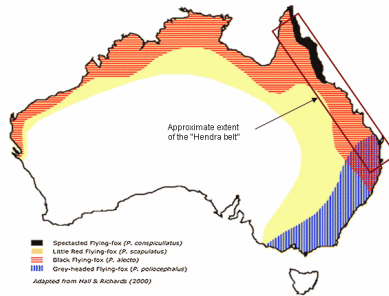 Approximate extent
of the "Hendra belt"
Spectacled Flying-fox (P. conspicullatus)
Little Red Flying-fox (P. scapulatus)
Black Flying-fox (P. alecto)
Grey-headed Flying-fox (P. poliocephalus)
Adapted from Hall & Richards (2000)